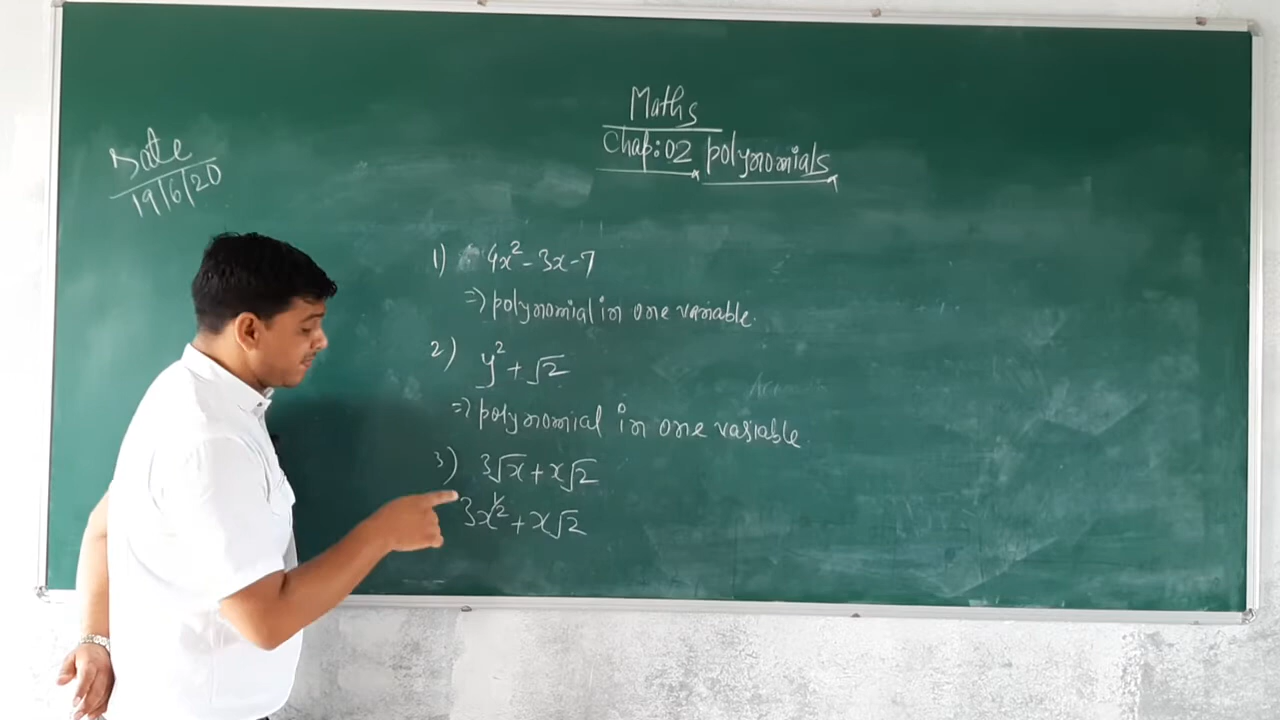 Maths
Chap:02 polynomials
Date
19/6/20
1) 4x²-3x-7
⇒ polynomial in one variable.
2) y²+√2
⇒ polynomial in one variable
3) 3√x+x√2
3x^1/2+x√2